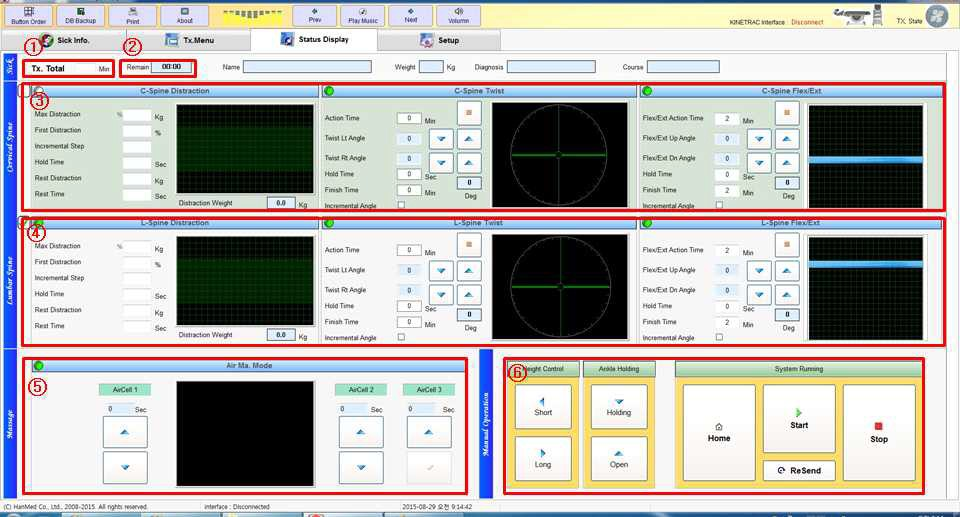 Button Order DB Backup Print About Prev Play Music Next Volumn KINETRAC Interface : Disconnect TX. State
Sick Info. Tx.Menu Status Display Setup
① ②
Sick Tx. Total Min Remain 00:00 Name Weight Kg Diagnosis Course
③ C-Spine Distraction C-Spine Twist C-Spine Flex/Ext
Cervical Spine
Max Distraction % Kg
First Distraction %
Incremental Step
Hold Time Sec
Rest Distraction Kg
Rest Time Sec
Distraction Weight 0.0 Kg
Action Time 0 Min
Twist Lt Angle 0
Twist Rt Angle 0
Hold Time 0 Sec
Finish Time 0 Min 0
Incremental Angle Deg
Flex/Ext Action Time 2 Min
Flex/Ext Up Angle 0
Flex/Ext Dn Angle 0
Hold Time 0 Sec
Finish Time 2 Min 0
Incremental Angle Deg
④ L-Spine Distraction L-Spine Twist L-Spine Flex/Ext
Lumbar Spine
Max Distraction % Kg
First Distraction %
Incremental Step
Hold Time Sec
Rest Distraction Kg
Rest Time Sec
Distraction Weight 0.0 Kg
Action Time 0 Min
Twist Lt Angle 0
Twist Rt Angle 0
Hold Time 0 Sec
Finish Time 0 Min 0
Incremental Angle Deg
Flex/Ext Action Time 2 Min
Flex/Ext Up Angle 0
Flex/Ext Dn Angle 0
Hold Time 0 Sec
Finish Time 2 Min 0
Incremental Angle Deg
Massage
⑤ Air Ma. Mode
AirCell 1 AirCell 2 AirCell 3
0 Sec 0 Sec 0 Sec
Manual Operation
⑥ Height Control Ankle Holding System Running
Short Holding Home Start Stop
Long Open ReSend
(C) HanMed Co., Ltd., 2008-2015. All rights reserved. interface : Disconnected 2015-08-29 오전 9:14:42